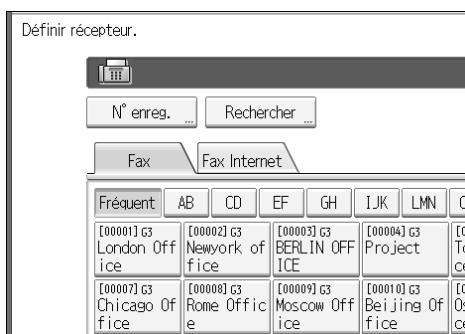 Définir récepteur.
N° enreg. ... Rechercher ...
Fax Fax Internet
Fréquent AB CD EF GH IJK LMN
[00001] G3 [00002] G3 [00003] G3 [00004] G3
London Off Newyork of BERLIN OFF Project
ice fice ICE
[00007] G3 [00008] G3 [00009] G3 [00010] G3
Chicago Of Rome Offic Moscow Off Beijing Of
fice e ice fice